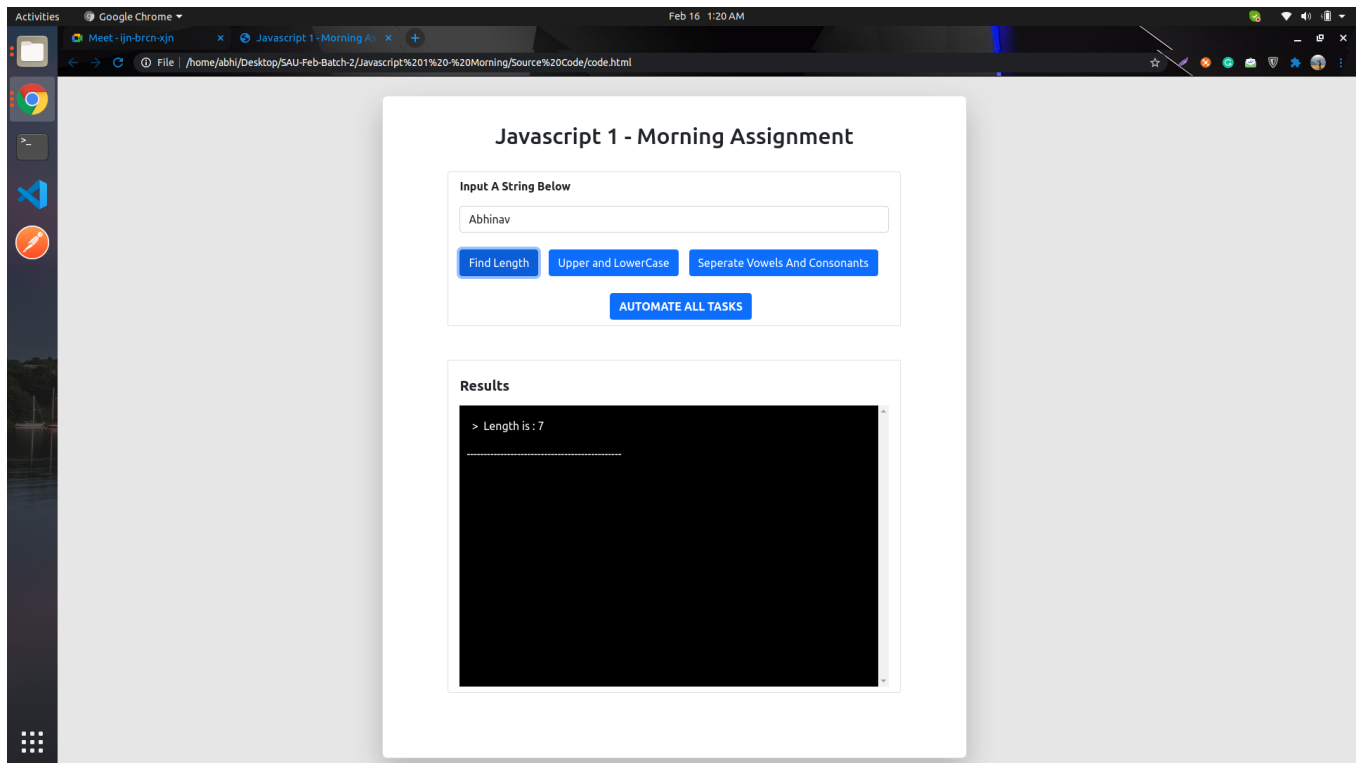 Activities Google Chrome Feb 16 1:20 AM
Meet - ijn-brcn-xjn Javascript 1 - Morning As
File /home/abhi/Desktop/SAU-Feb-Batch-2/Javascript%201%20-%20Morning/Source%20Code/code.html
Javascript 1 - Morning Assignment
Input A String Below
Abhinav
Find Length Upper and LowerCase Seperate Vowels And Consonants
AUTOMATE ALL TASKS
Results
> Length is : 7
----------------------------------------------